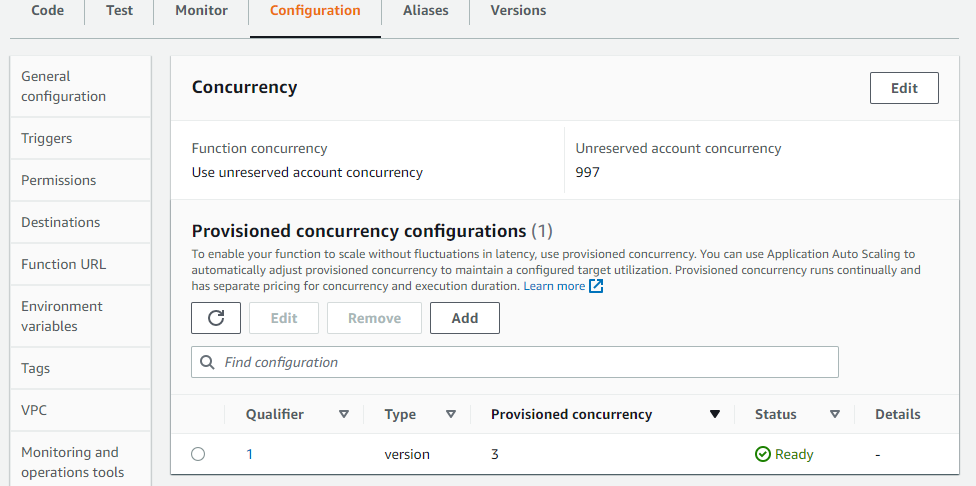 Code Test Monitor Configuration Aliases Versions
General
configuration
Triggers
Permissions
Destinations
Function URL
Environment
variables
Tags
VPC
Monitoring and
operations tools
Concurrency
Edit
Function concurrency
Use unreserved account concurrency
Unreserved account concurrency
997
Provisioned concurrency configurations (1)
To enable your function to scale without fluctuations in latency, use provisioned concurrency. You can use Application Auto Scaling to
automatically adjust provisioned concurrency to maintain a configured target utilization. Provisioned concurrency runs continually and
has separate pricing for concurrency and execution duration. Learn more
Edit Remove Add
Find configuration
Qualifier Type Provisioned concurrency Status Details
1 version 3 Ready -